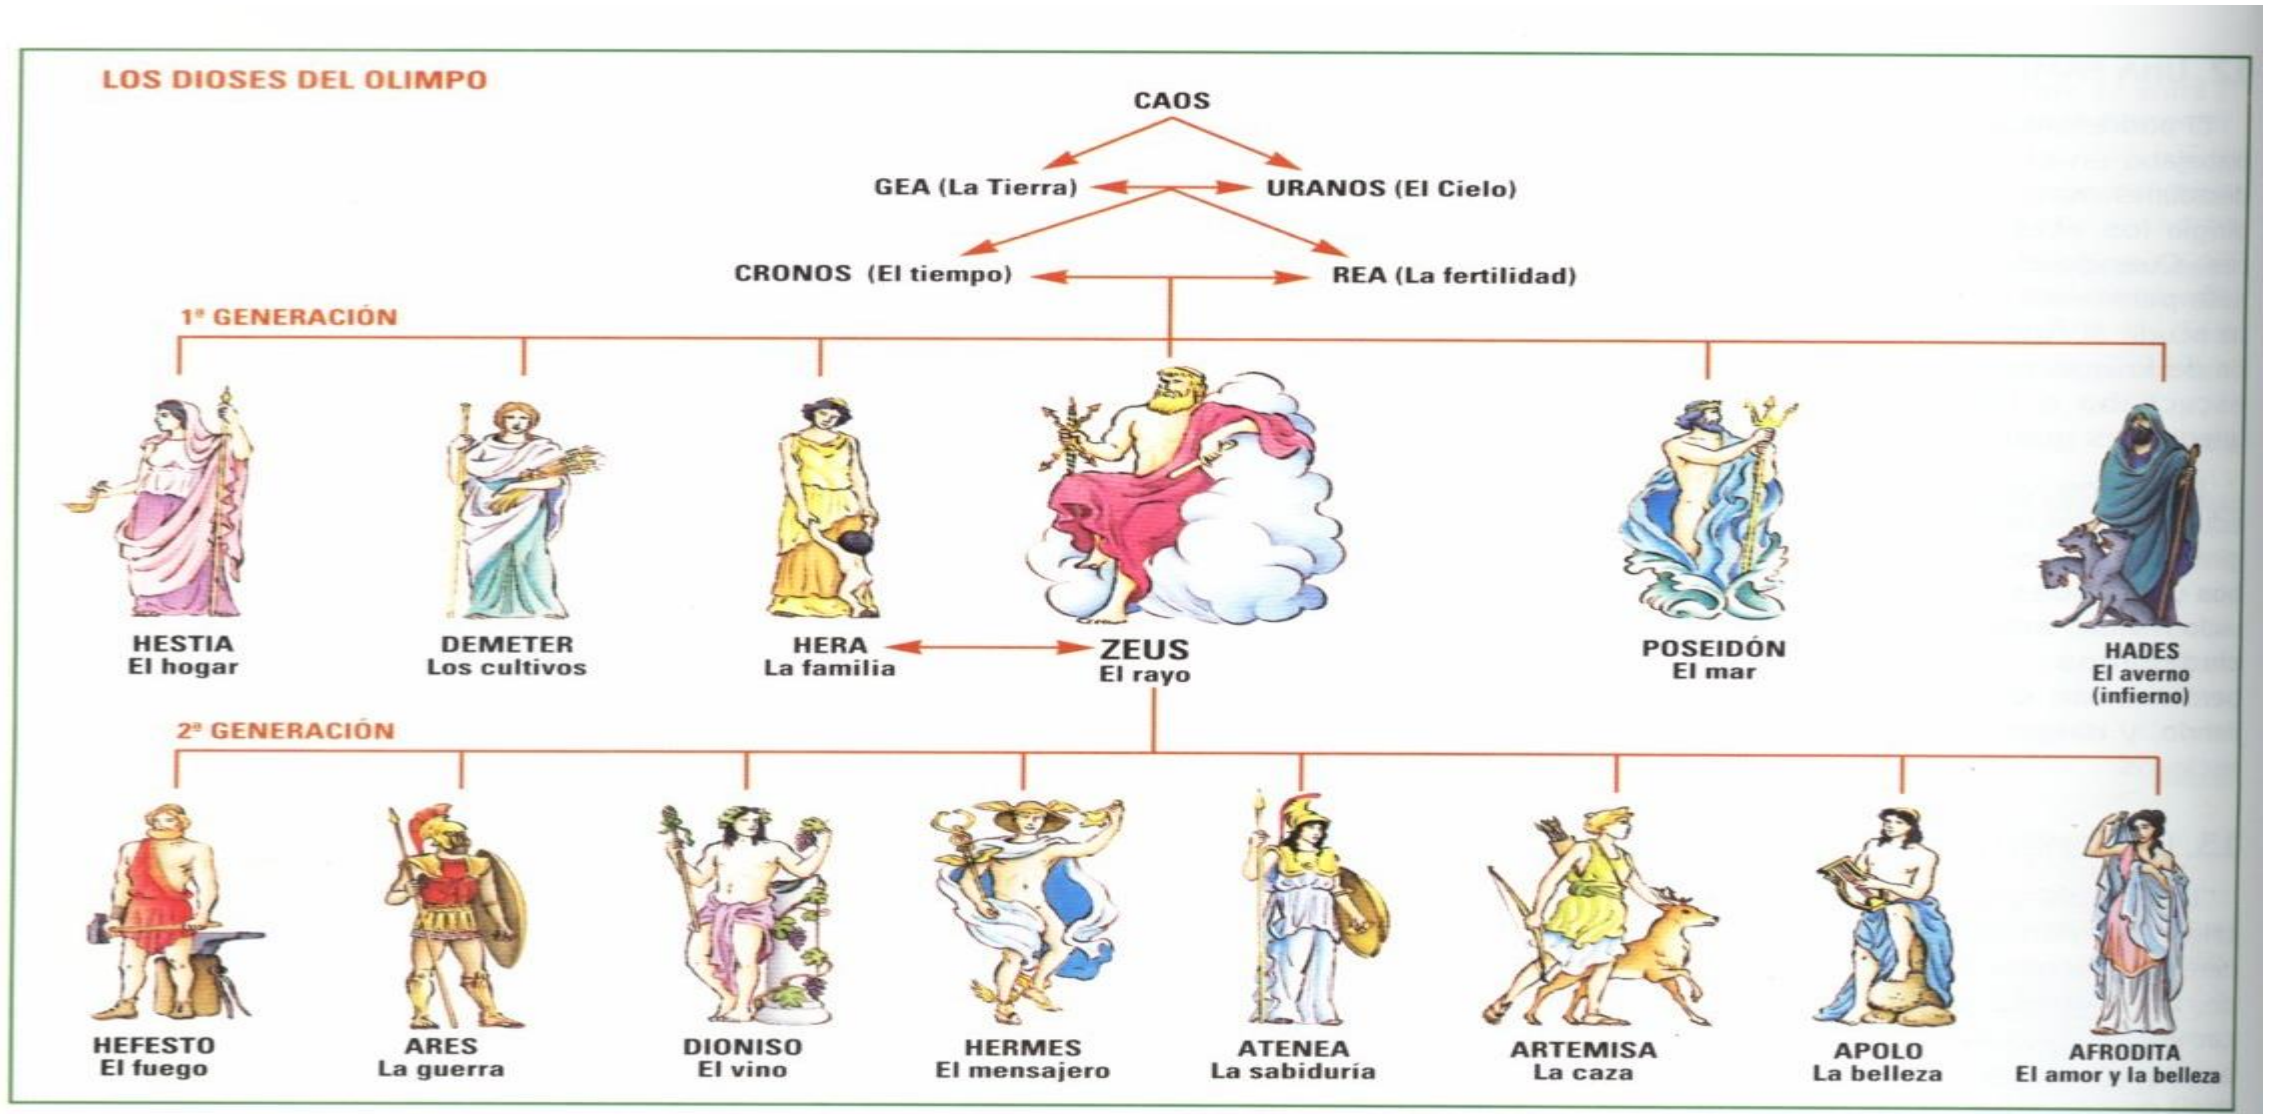 LOS DIOSES DEL OLIMPO
CAOS
GEA (La Tierra)
URANOS (El Cielo)
CRONOS (El tiempo)
REA (La fertilidad)
1ª GENERACIÓN
HESTIA
El hogar
DEMETER
Los cultivos
HERA
La familia
ZEUS
El rayo
POSEIDÓN
El mar
HADES
El averno
(infierno)
2ª GENERACIÓN
HEFESTO
El fuego
ARES
La guerra
DIONISO
El vino
HERMES
El mensajero
ATENEA
La sabiduría
ARTEMISA
La caza
APOLO
La belleza
AFRODITA
El amor y la belleza